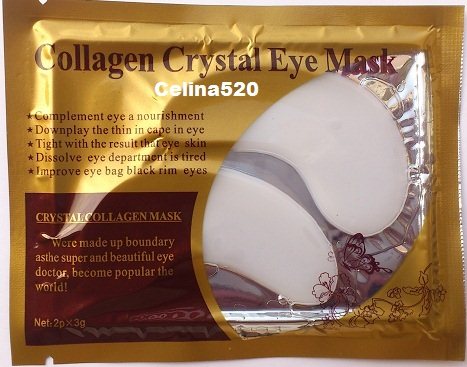 Collagen Crystal Eye Mask
Celina520
★Complement eye a nourishment
★Downplay the thin in cape in eye
★Tight with the result that eye skin
★Dissolve eye department is tired
★Improve eye bag black rim eyes
CRYSTAL COLLAGEN MASK
Were made up boundary
asthe super and beautiful eye
doctor, become popular the
world!
Net: 2p×3g